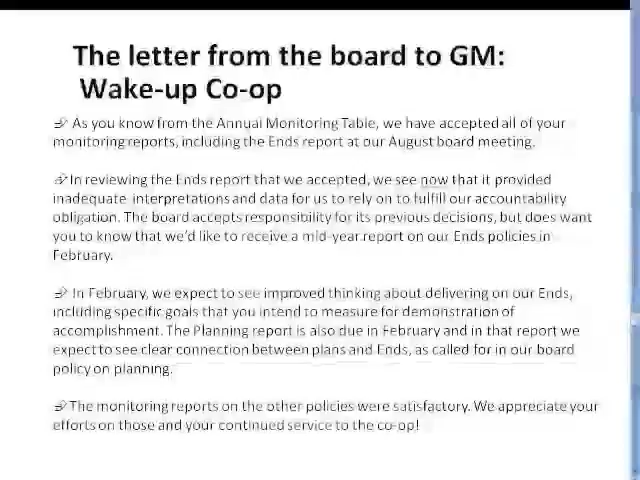 The letter from the board to GM:
Wake-up Co-op
As you know from the Annual Monitoring Table, we have accepted all of your
monitoring reports, including the Ends report at our August board meeting.
In reviewing the Ends report that we accepted, we see now that it provided
inadequate interpretations and data for us to rely on to fulfill our accountability
obligation. The board accepts responsibility for its previous decisions, but does want
you to know that we'd like to receive a mid-year report on our Ends policies in
February.
In February, we expect to see improved thinking about delivering on our Ends,
including specific goals that you intend to measure for demonstration of
accomplishment. The Planning report is also due in February and in that report we
expect to see clear connection between plans and Ends, as called for in our board
policy on planning.
The monitoring reports on the other policies were satisfactory. We appreciate your
efforts on those and your continued service to the co-op!